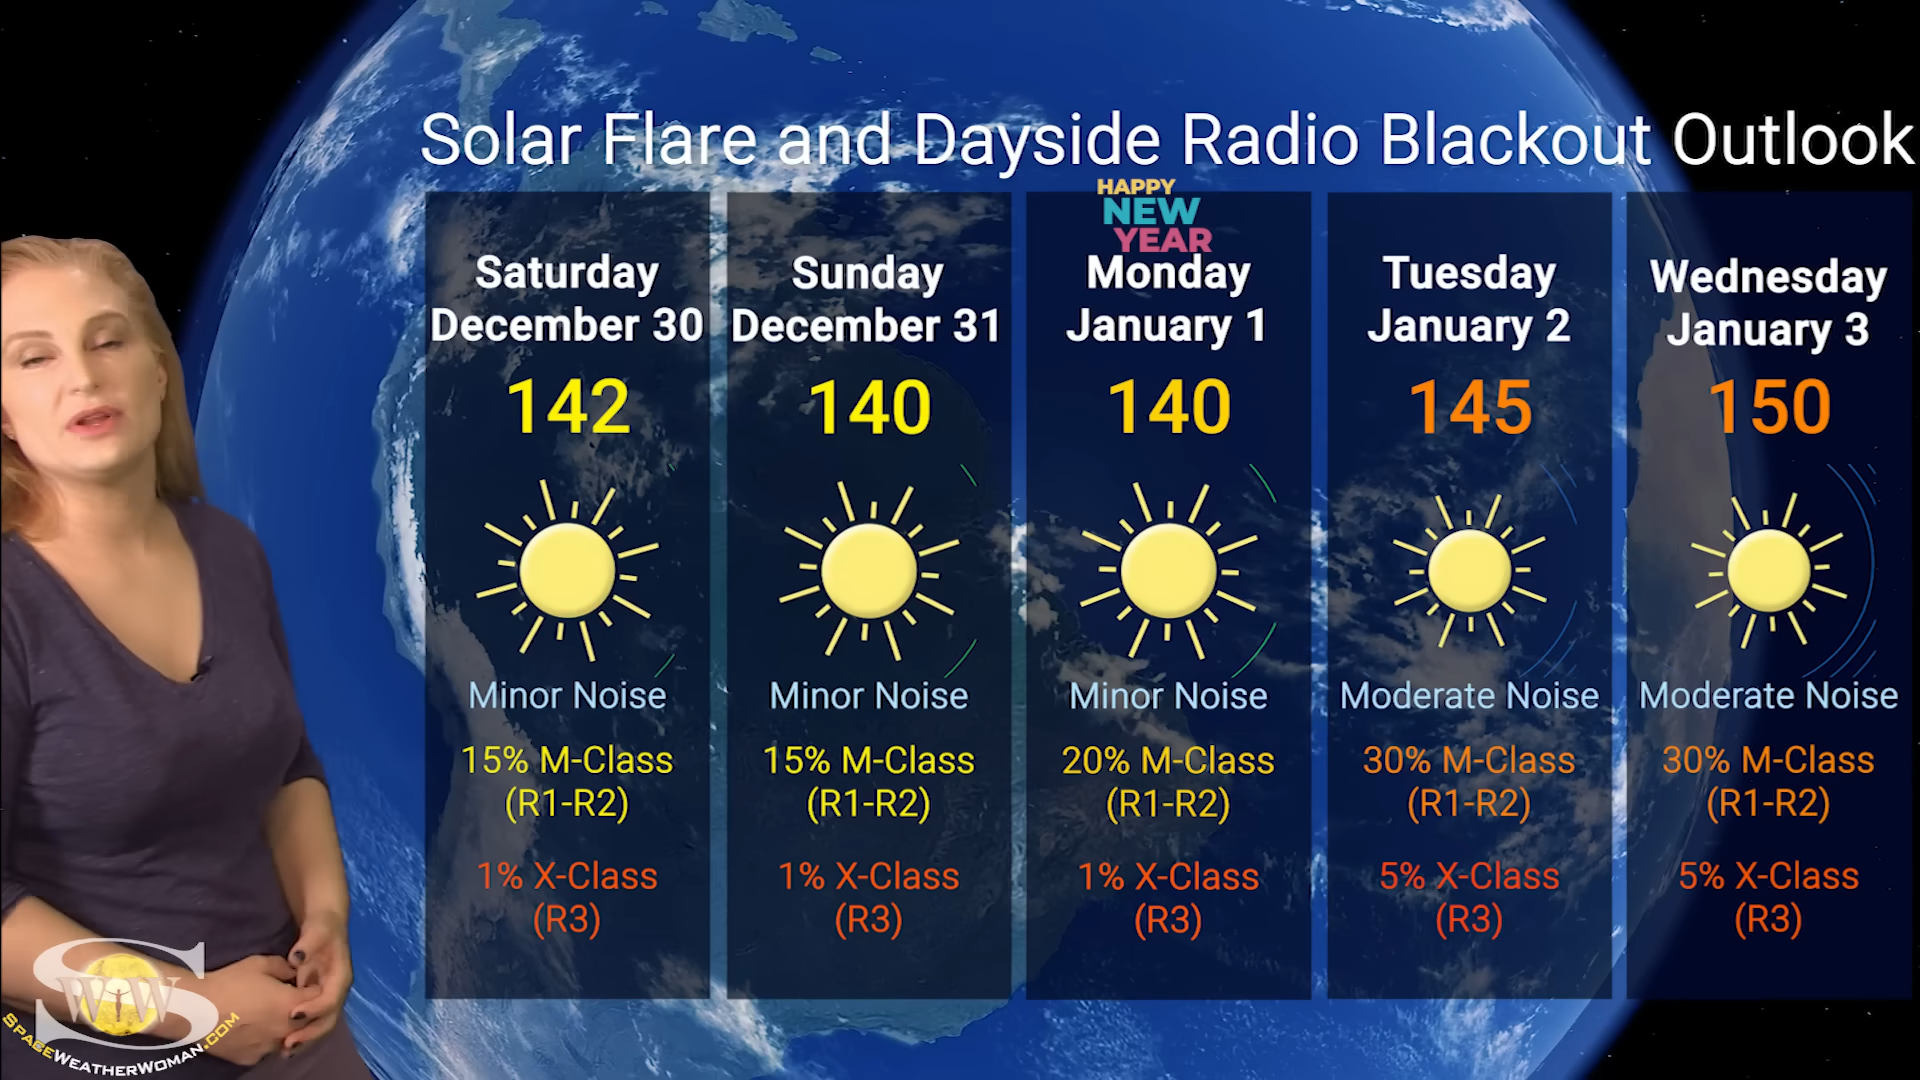 Solar Flare and Dayside Radio Blackout Outlook
HAPPY
NEW
YEAR
Saturday
December 30
142
Minor Noise
15% M-Class
(R1-R2)
1% X-Class
(R3)
Sunday
December 31
140
Minor Noise
15% M-Class
(R1-R2)
1% X-Class
(R3)
Monday
January 1
140
Minor Noise
20% M-Class
(R1-R2)
1% X-Class
(R3)
Tuesday
January 2
145
Moderate Noise
30% M-Class
(R1-R2)
5% X-Class
(R3)
Wednesday
January 3
150
Moderate Noise
30% M-Class
(R1-R2)
5% X-Class
(R3)
S
WW
SPACEWEATHERWOMAN.COM